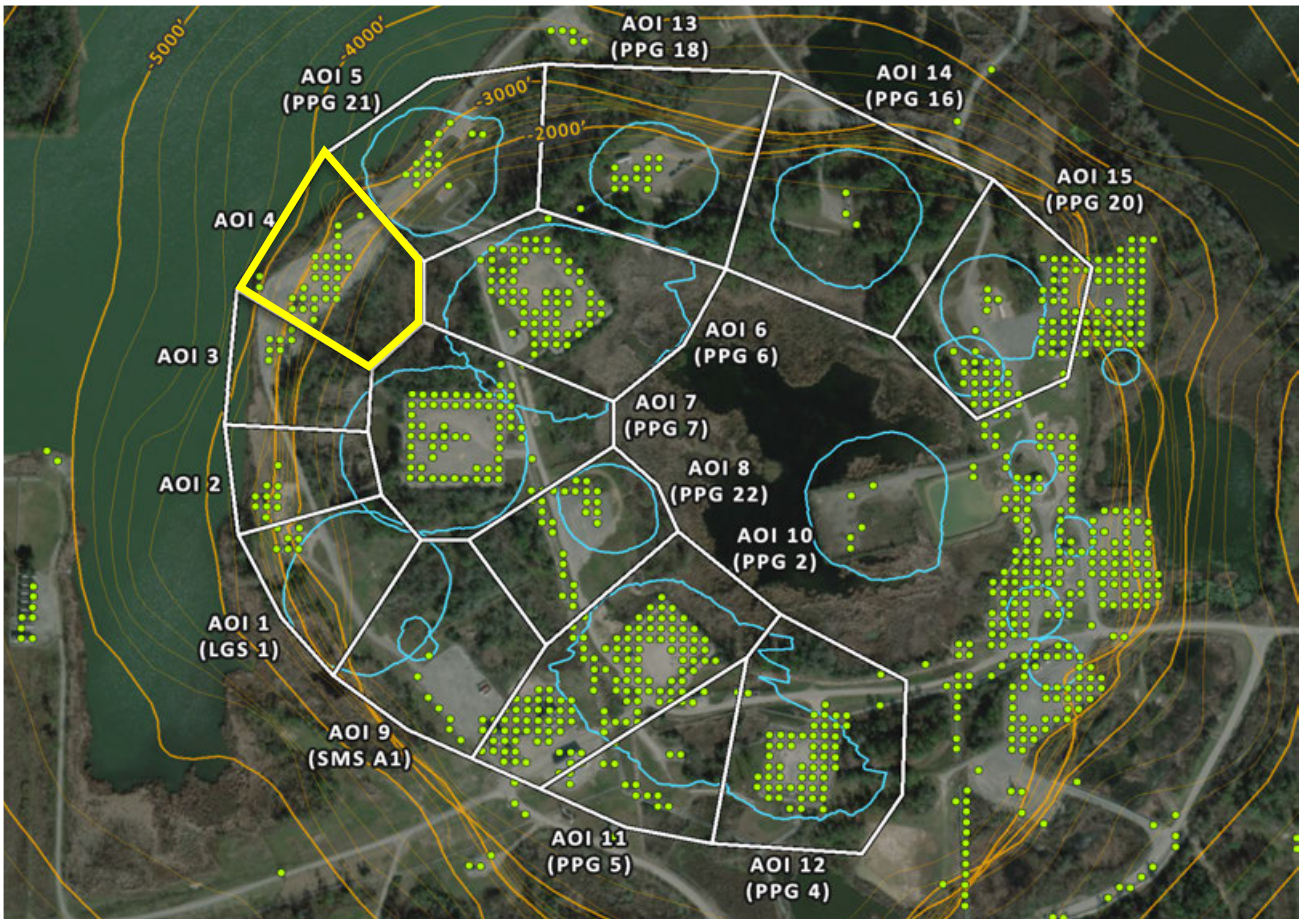 AOI 13
(PPG 18)
-5000'
-4000'
AOI 5
(PPG 21)
AOI 14
(PPG 16)
-3000'
-2000'
AOI 15
(PPG 20)
AOI 4
AOI 6
(PPG 6)
AOI 3
AOI 7
(PPG 7)
AOI 8
(PPG 22)
AOI 2
AOI 10
(PPG 2)
AOI 1
(LGS 1)
AOI 9
(SMS A1)
AOI 11
(PPG 5)
AOI 12
(PPG 4)